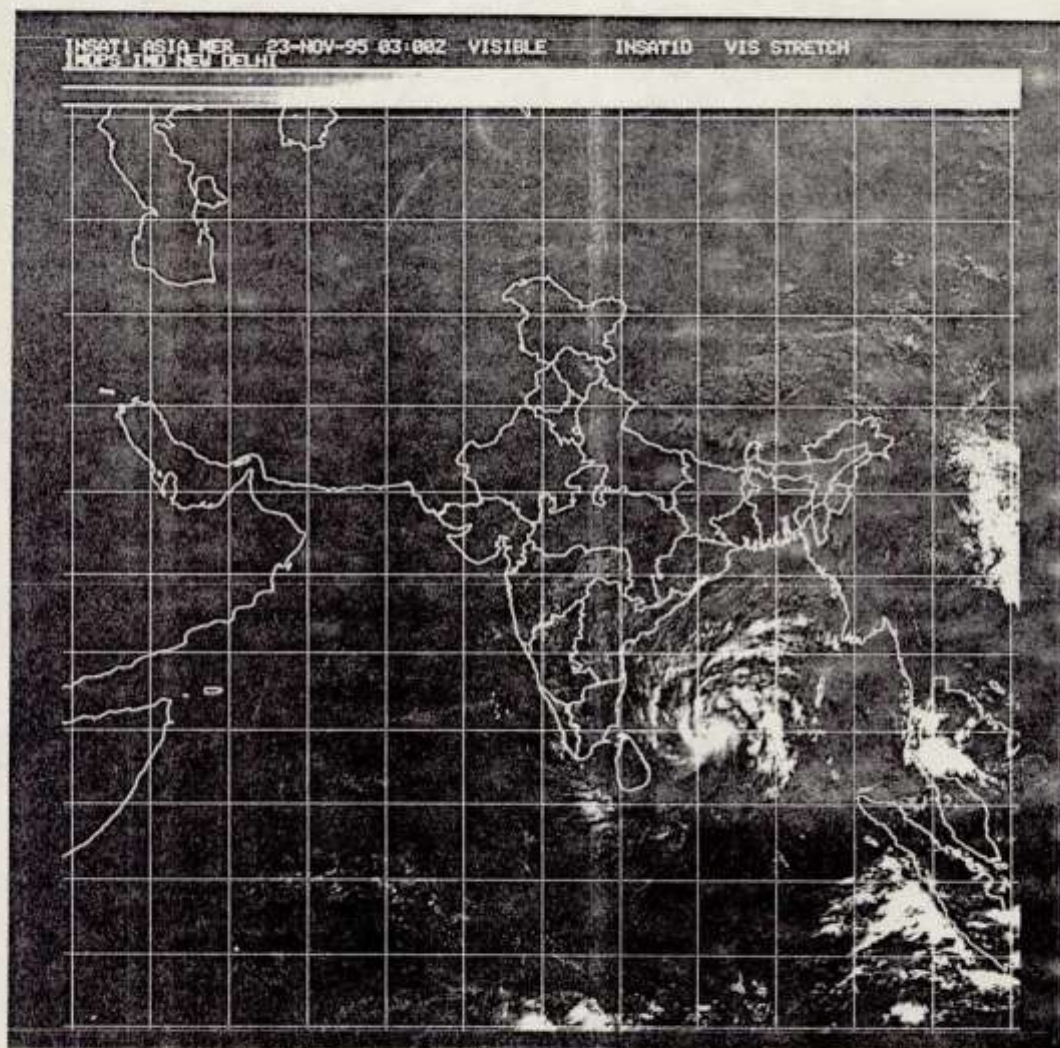 INSAT1 ASIA MER 23-NOV-95 03:00Z VISIBLE INSAT1D VIS STRETCH
IMDPS IMD NEW DELHI